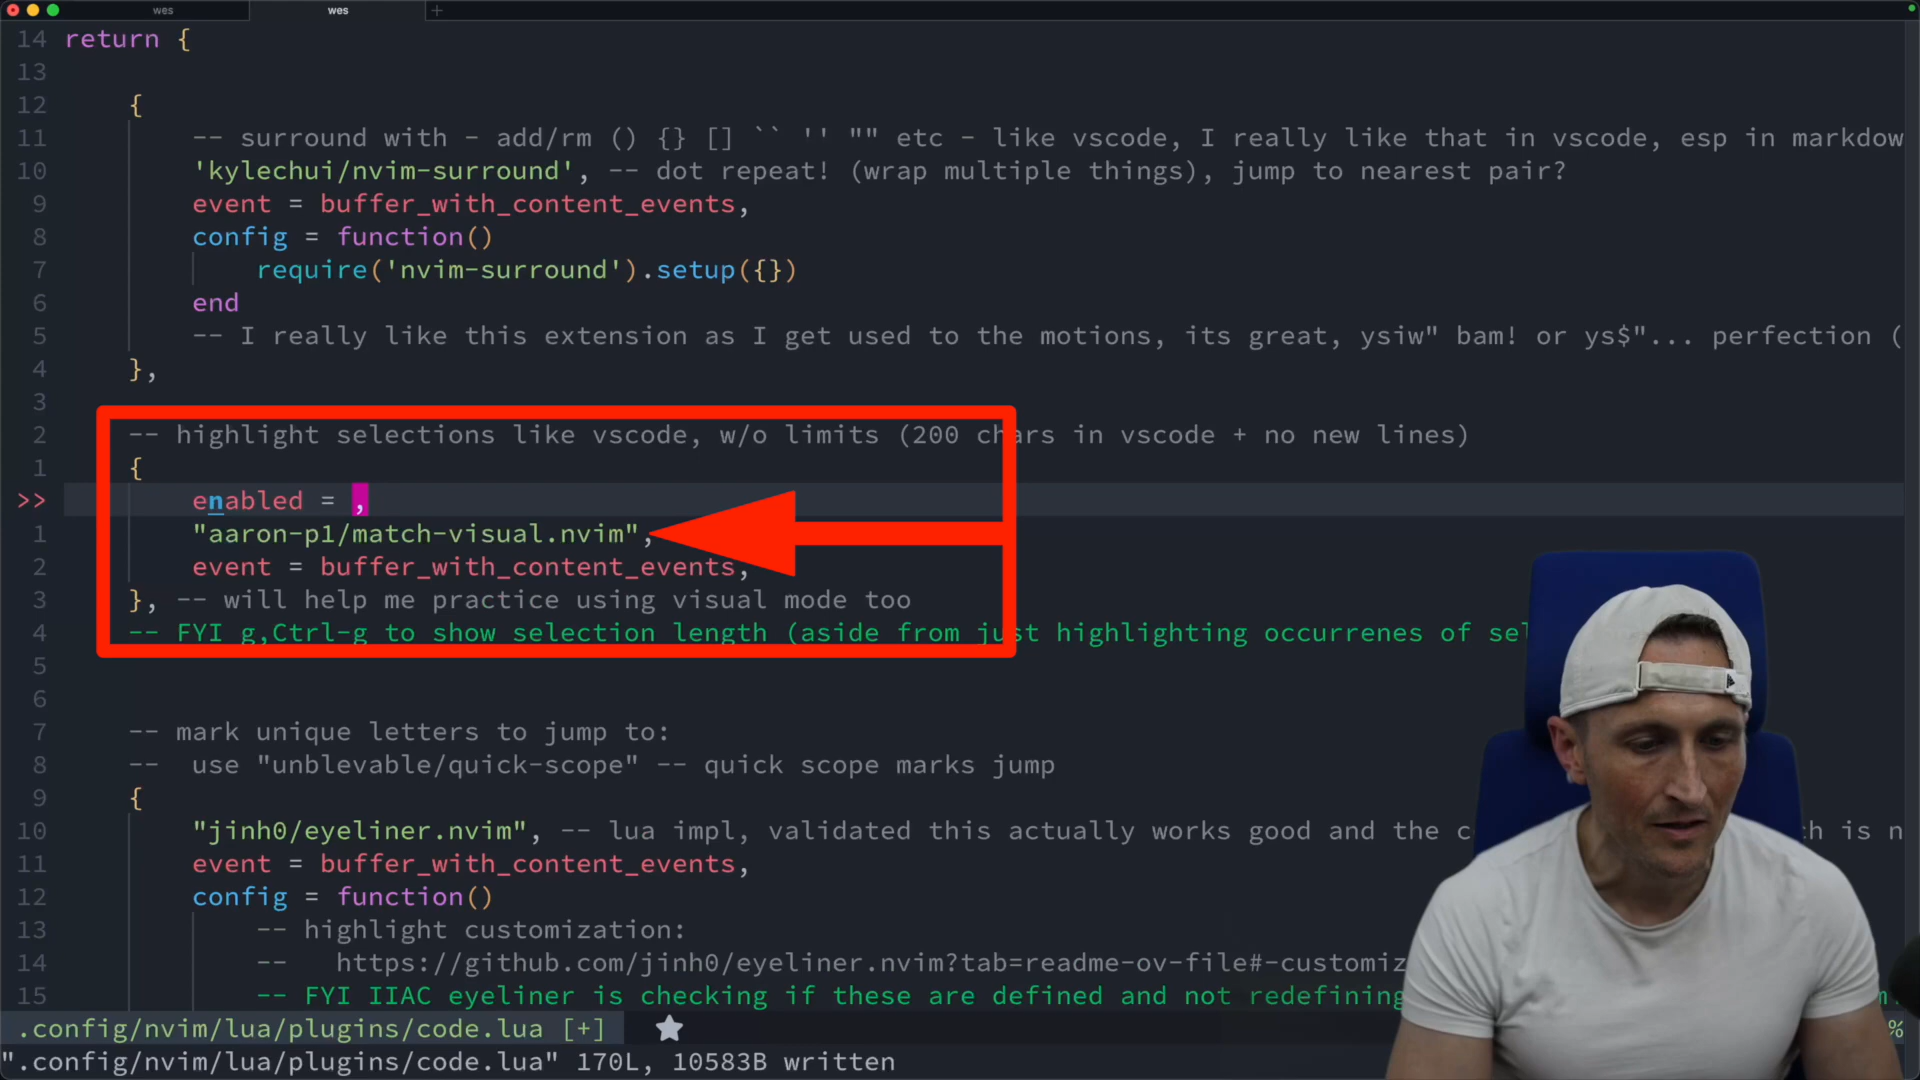 wes wes +
14 return {
13
12 {
11 -- surround with - add/rm () {} [] `` '' "" etc - like vscode, I really like that in vscode, esp in markdow
10 'kylechui/nvim-surround', -- dot repeat! (wrap multiple things), jump to nearest pair?
9 event = buffer_with_content_events,
8 config = function()
7 require('nvim-surround').setup({})
6 end
5 -- I really like this extension as I get used to the motions, its great, ysiw" bam! or ys$"... perfection (
4 },
3
2 -- highlight selections like vscode, w/o limits (200 chars in vscode + no new lines)
1 {
>> enabled = ,
1 "aaron-p1/match-visual.nvim",
2 event = buffer_with_content_events,
3 }, -- will help me practice using visual mode too
4 -- FYI g,Ctrl-g to show selection length (aside from just highlighting occurrenes of sel
5
6
7 -- mark unique letters to jump to:
8 -- use "unblevable/quick-scope" -- quick scope marks jump
9 {
10 "jinh0/eyeliner.nvim", -- lua impl, validated this actually works good and the c ch is n
11 event = buffer_with_content_events,
12 config = function()
13 -- highlight customization:
14 -- https://github.com/jinh0/eyeliner.nvim?tab=readme-ov-file#-customiz
15 -- FYI IIAC eyeliner is checking if these are defined and not redefining
.config/nvim/lua/plugins/code.lua [+] %
".config/nvim/lua/plugins/code.lua" 170L, 10583B written